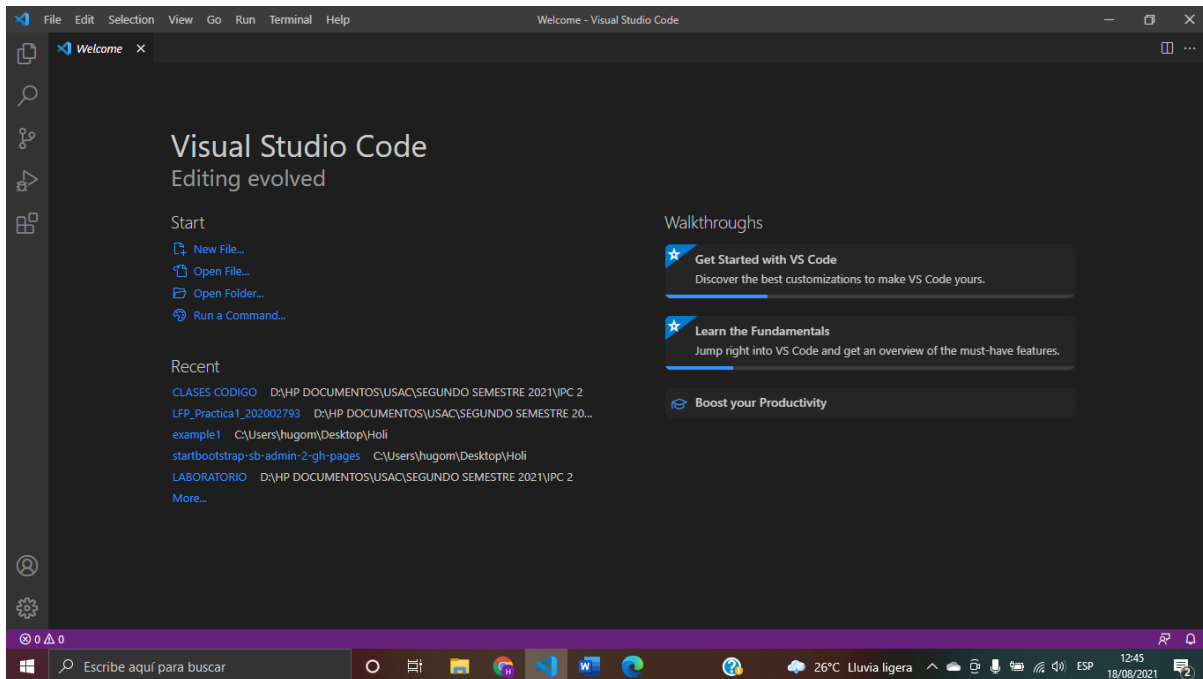 File Edit Selection View Go Run Terminal Help Welcome - Visual Studio Code
Welcome
Visual Studio Code
Editing evolved
Start
New File...
Open File...
Open Folder...
Run a Command...
Recent
CLASES CODIGO D:\HP DOCUMENTOS\USAC\SEGUNDO SEMESTRE 2021\IPC 2
LFP_Practica1_202002793 D:\HP DOCUMENTOS\USAC\SEGUNDO SEMESTRE 20...
example1 C:\Users\hugom\Desktop\Holi
startbootstrap-sb-admin-2-gh-pages C:\Users\hugom\Desktop\Holi
LABORATORIO D:\HP DOCUMENTOS\USAC\SEGUNDO SEMESTRE 2021\IPC 2
More...
Walkthroughs
Get Started with VS Code
Discover the best customizations to make VS Code yours.
Learn the Fundamentals
Jump right into VS Code and get an overview of the must-have features.
Boost your Productivity
0 0
Escribe aquí para buscar
26°C Lluvia ligera
ESP
12:45
18/08/2021
2